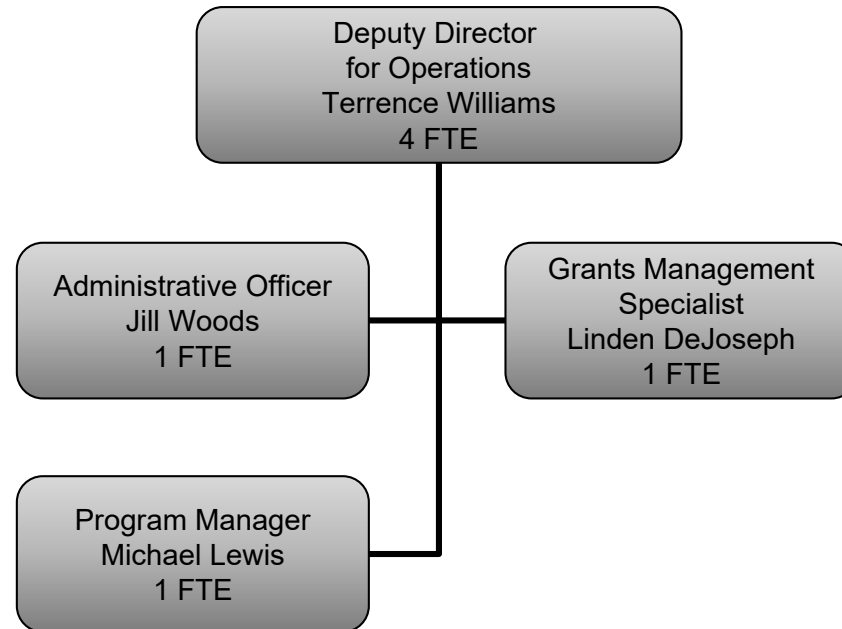 Deputy Director
for Operations
Terrence Williams
4 FTE
Administrative Officer
Jill Woods
1 FTE
Grants Management
Specialist
Linden DeJoseph
1 FTE
Program Manager
Michael Lewis
1 FTE